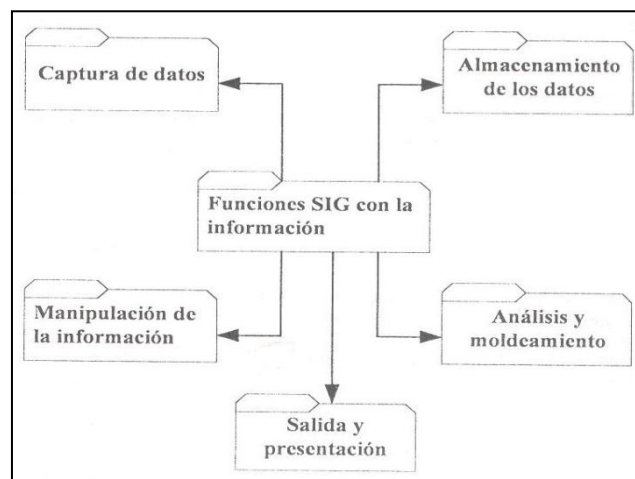 Captura de datos
Almacenamiento
de los datos
Funciones SIG con la
información
Manipulación de
la información
Análisis y
moldeamiento
Salida y
presentación